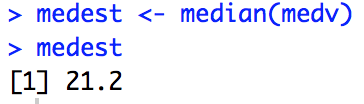 > medest <- median(medv)
> medest
[1] 21.2